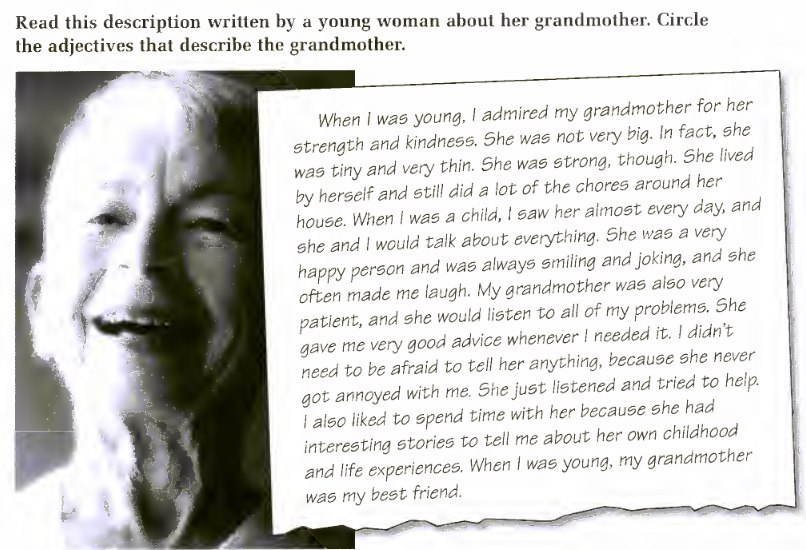 Read this description written by a young woman about her grandmother. Circle
the adjectives that describe the grandmother.
When I was young, I admired my grandmother for her
strength and kindness. She was not very big. In fact, she
was tiny and very thin. She was strong, though. She lived
by herself and still did a lot of the chores around her
house. When I was a child, I saw her almost every day, and
she and I would talk about everything. She was a very
happy person and was always smiling and joking, and she
often made me laugh. My grandmother was also very
patient, and she would listen to all of my problems. She
gave me very good advice whenever I needed it. I didn't
need to be afraid to tell her anything, because she never
got annoyed with me. She just listened and tried to help.
I also liked to spend time with her because she had
interesting stories to tell me about her own childhood
and life experiences. When I was young, my grandmother
was my best friend.